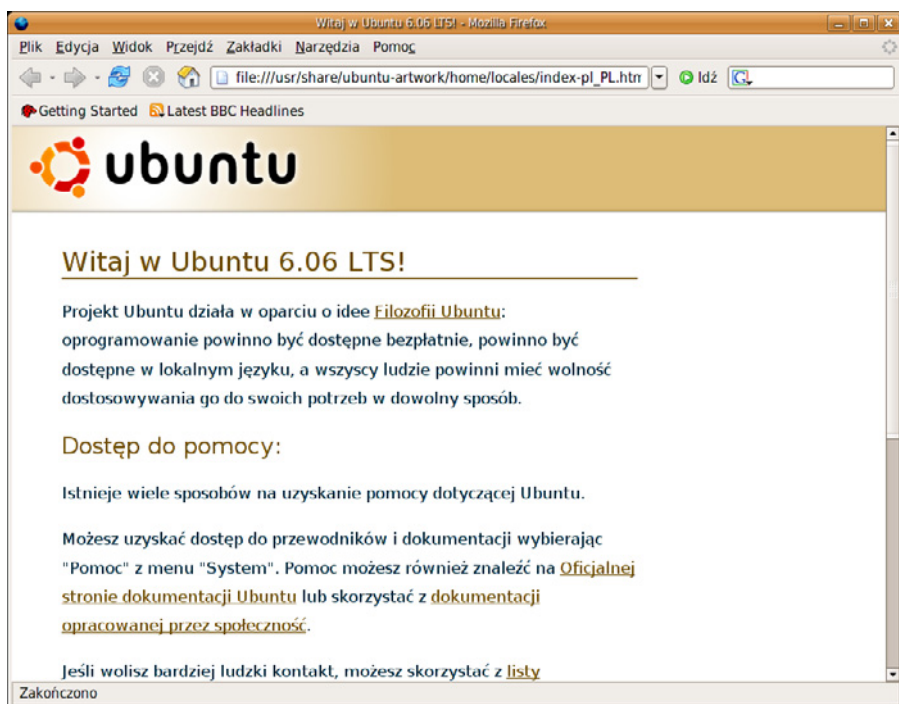 Witaj w Ubuntu 6.06 LTS! - Mozilla Firefox
Plik Edycja Widok Przejdź Zakładki Narzędzia Pomoc
file:///usr/share/ubuntu-artwork/home/locales/index-pl_PL.htm Idź
Getting Started Latest BBC Headlines
ubuntu
Witaj w Ubuntu 6.06 LTS!
Projekt Ubuntu działa w oparciu o idee Filozofii Ubuntu:
oprogramowanie powinno być dostępne bezpłatnie, powinno być
dostępne w lokalnym języku, a wszyscy ludzie powinni mieć wolność
dostosowywania go do swoich potrzeb w dowolny sposób.
Dostęp do pomocy:
Istnieje wiele sposobów na uzyskanie pomocy dotyczącej Ubuntu.
Możesz uzyskać dostęp do przewodników i dokumentacji wybierając
"Pomoc" z menu "System". Pomoc możesz również znaleźć na Oficjalnej
stronie dokumentacji Ubuntu lub skorzystać z dokumentacji
opracowanej przez społeczność.
Jeśli wolisz bardziej ludzki kontakt, możesz skorzystać z listy
Zakończono